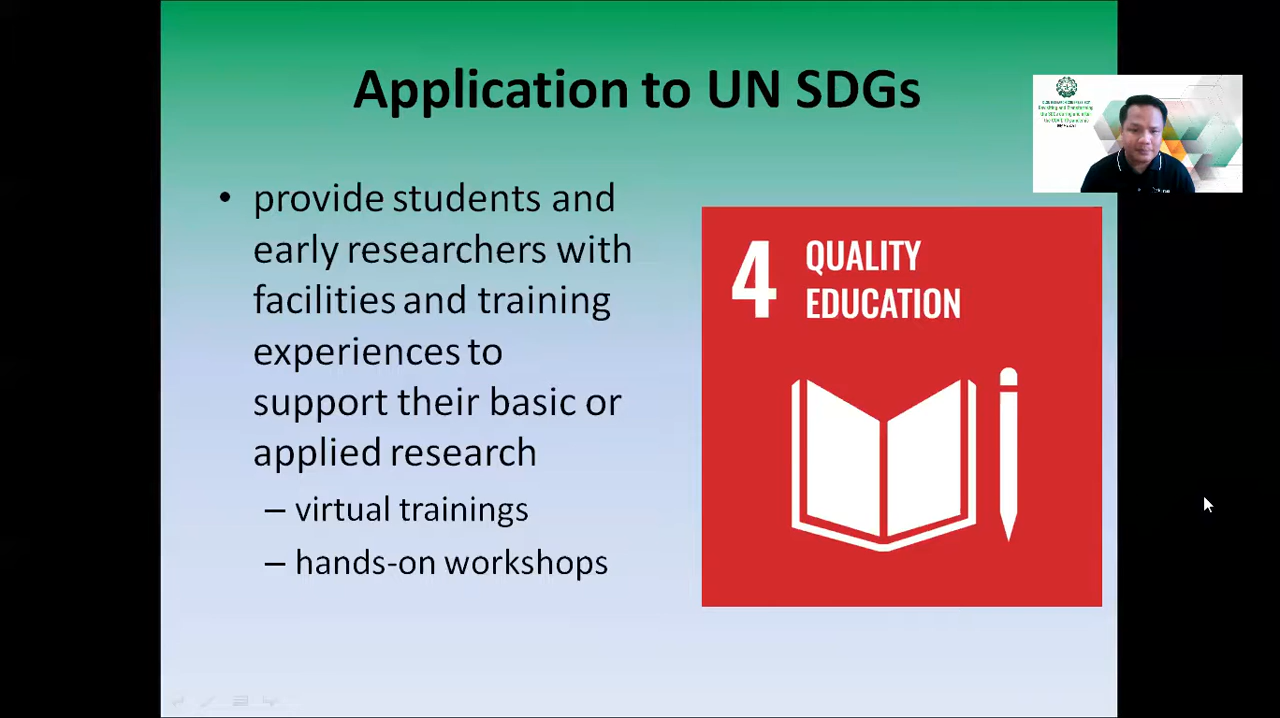 Application to UN SDGs
• provide students and
early researchers with
facilities and training
experiences to
support their basic or
applied research
– virtual trainings
– hands-on workshops
4 QUALITY
EDUCATION